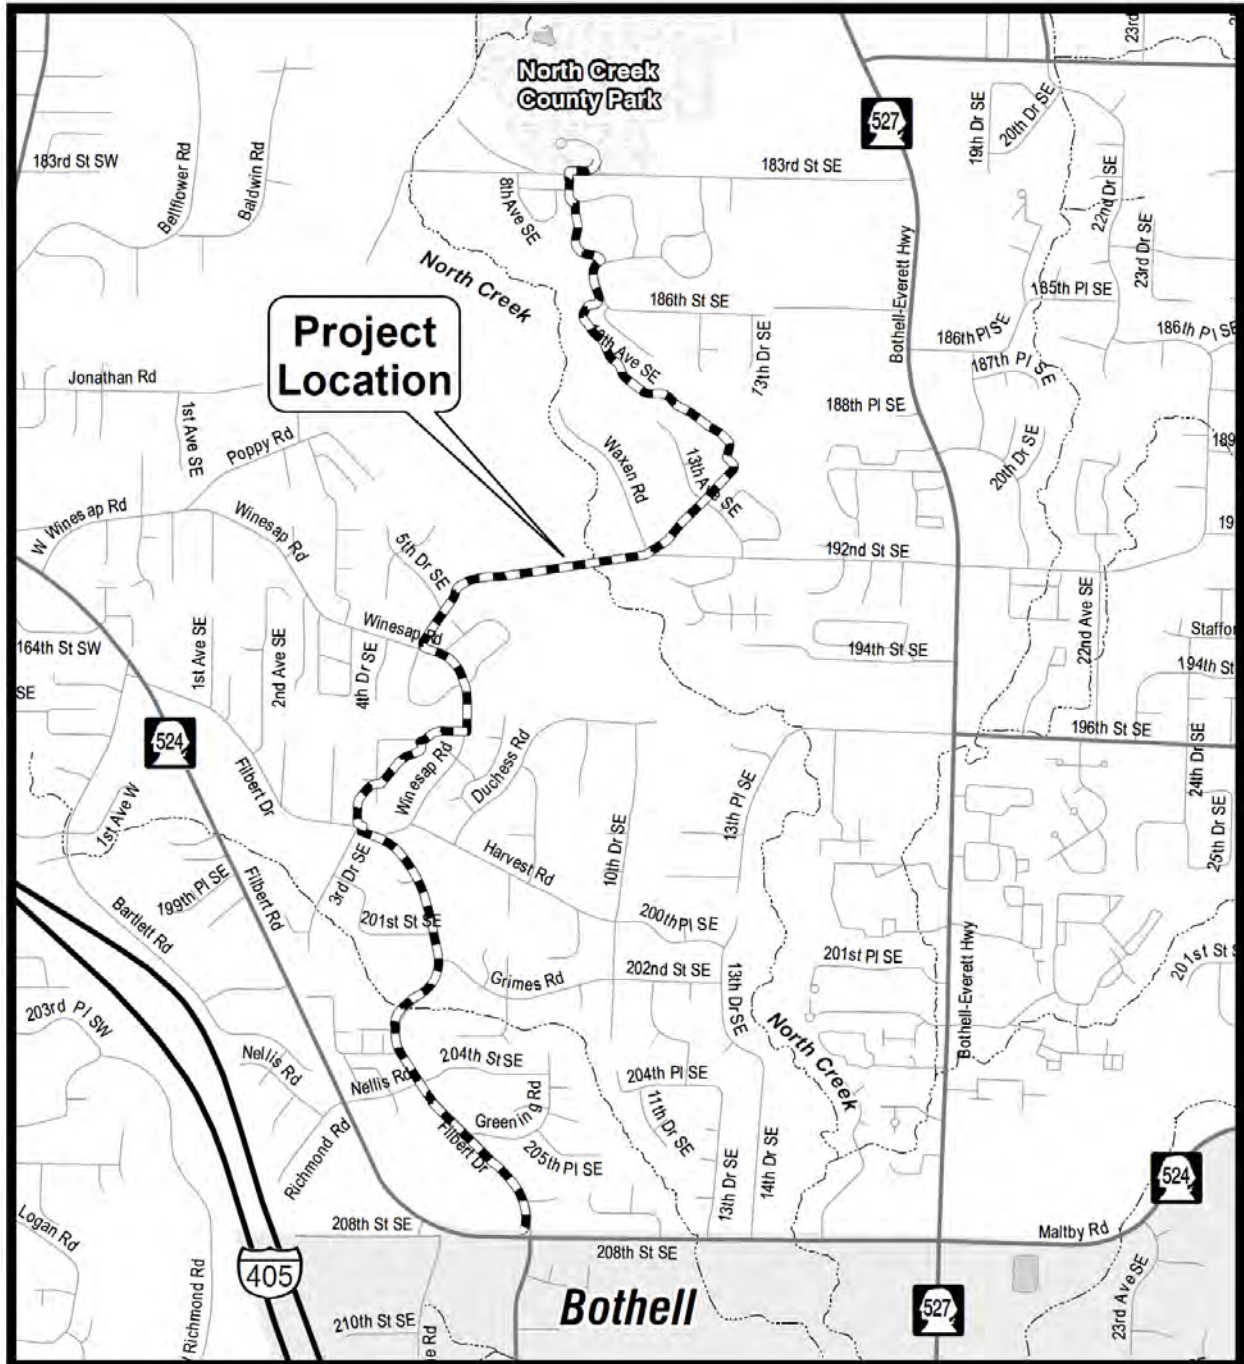 23rd
North Creek
County Park
527
19th Dr SE
20th Dr SE
183rd St SW
Bellflower Rd
Baldwin Rd
183rd St SE
8th Ave SE
22nd Dr SE
23rd Dr SE
North Creek
Bothell-Everett Hwy
185th Pl SE
186th St SE
186th Pl SE
186th Pl SE
187th Pl SE
Project
Location
10th Ave SE
13th Dr SE
Jonathan Rd
1st Ave SE
Poppy Rd
188th Pl SE
20th Dr SE
189
Waxen Rd
13th Ave SE
W Winesap Rd
Winesap Rd
5th Dr SE
192nd St SE
19
Winesap Rd
164th St SW
1st Ave SE
2nd Ave SE
4th Dr SE
194th St SE
22nd Ave SE
Staffor
194th St
SE
524
196th St SE
24th Dr SE
Filbert Dr
Winesap Rd
Duchess Rd
13th Pl SE
1st Ave W
10th Dr SE
25th Dr SE
Harvest Rd
3rd Dr SE
199th Pl SE
Filbert Rd
Bartlett Rd
201st St SE
200th Pl SE
Bothell-Everett Hwy
201st Pl SE
201st St S
Grimes Rd
202nd St SE
13th Dr SE
203rd Pl SW
North Creek
Nellis Rd
204th St SE
Nellis Rd
204th Pl SE
Greening Rd
11th Dr SE
Filbert Dr
205th Pl SE
Richmond Rd
13th Dr SE
14th Dr SE
524
Logan Rd
208th St SE
208th St SE
Maltby Rd
405
Richmond Rd
Bothell
527
23rd Ave SE
210th St SE
e Rd